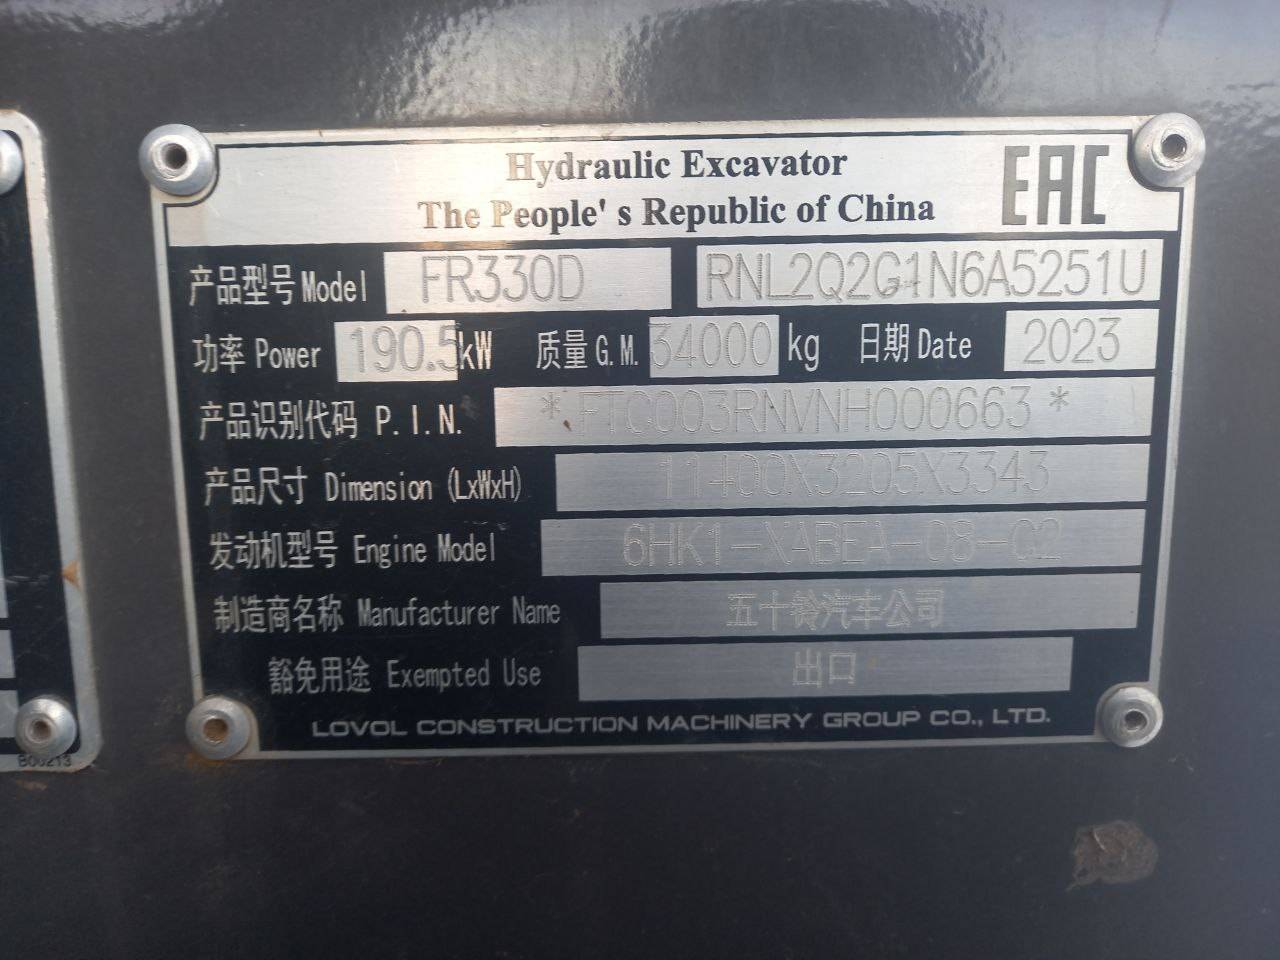 Hydraulic Excavator
The People's Republic of China
EAC
产品型号 Model FR330D RNL2Q2G1N6A5251U
功率 Power 190.5kW 质量 G.M. 34000 kg 日期 Date 2023
产品识别代码 P.I.N. *FTC003RNVNH000663*
产品尺寸 Dimension (LxWxH) 11400X3205X3343
发动机型号 Engine Model 6HK1-XABEA-08-C2
制造商名称 Manufacturer Name 五十铃汽车公司
豁免用途 Exempted Use 出口
LOVOL CONSTRUCTION MACHINERY GROUP CO., LTD.
B00213